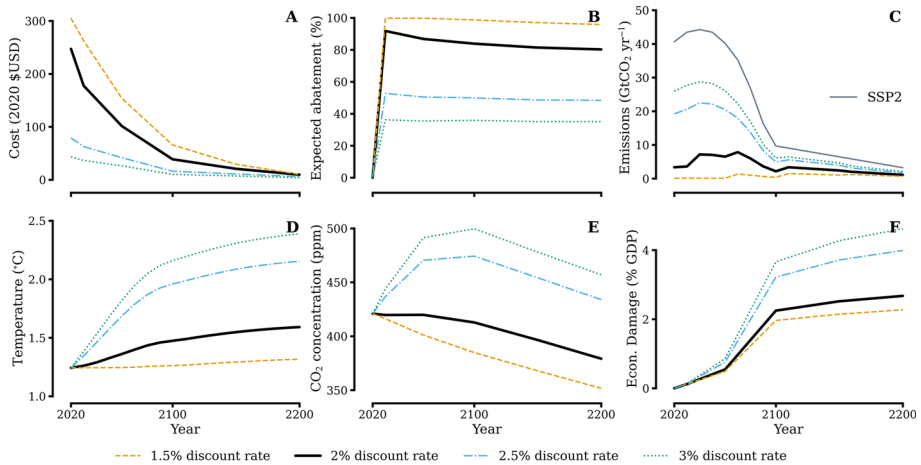 A
Cost (2020 $USD)
300
200
100
0
B
Expected abatement (%)
100
80
60
40
20
0
C
Emissions (GtCO₂ yr⁻¹)
50
40
30
20
10
0
SSP2
D
Temperature (°C)
2.5
2.0
1.5
1.0
2020
2100
2200
Year
E
CO₂ concentration (ppm)
500
450
400
350
2020
2100
2200
Year
F
Econ. Damage (% GDP)
4
2
0
2020
2100
2200
Year
1.5% discount rate
2% discount rate
2.5% discount rate
3% discount rate